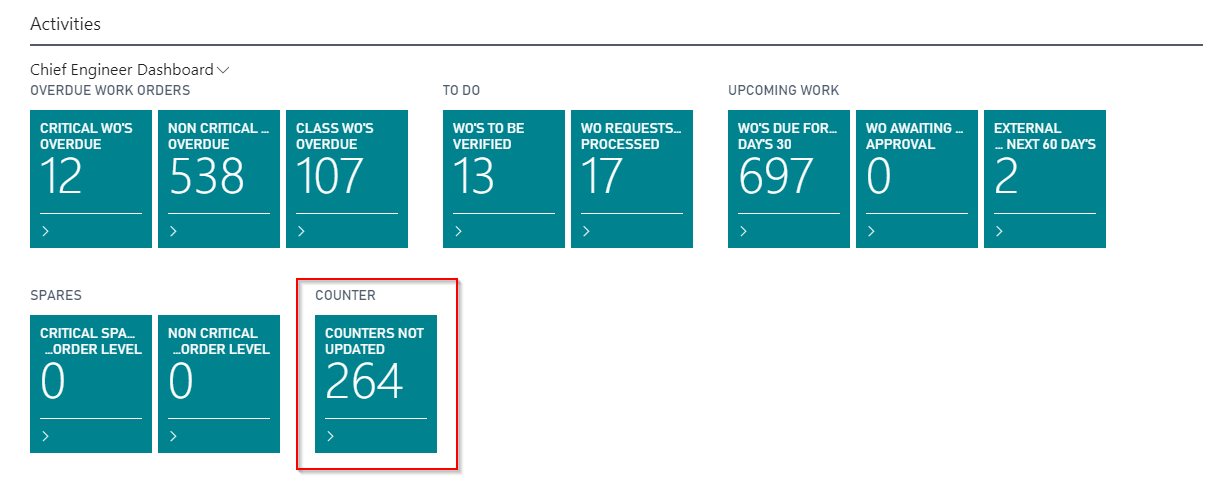 Activities
Chief Engineer Dashboard
OVERDUE WORK ORDERS
CRITICAL WO'S
OVERDUE
12
NON CRITICAL ...
OVERDUE
538
CLASS WO'S
OVERDUE
107
TO DO
WO'S TO BE
VERIFIED
13
WO REQUESTS...
PROCESSED
17
UPCOMING WORK
WO'S DUE FOR...
DAY'S 30
697
WO AWAITING ...
APPROVAL
0
EXTERNAL
... NEXT 60 DAY'S
2
SPARES
CRITICAL SPA...
...ORDER LEVEL
0
NON CRITICAL
...ORDER LEVEL
0
COUNTER
COUNTERS NOT
UPDATED
264